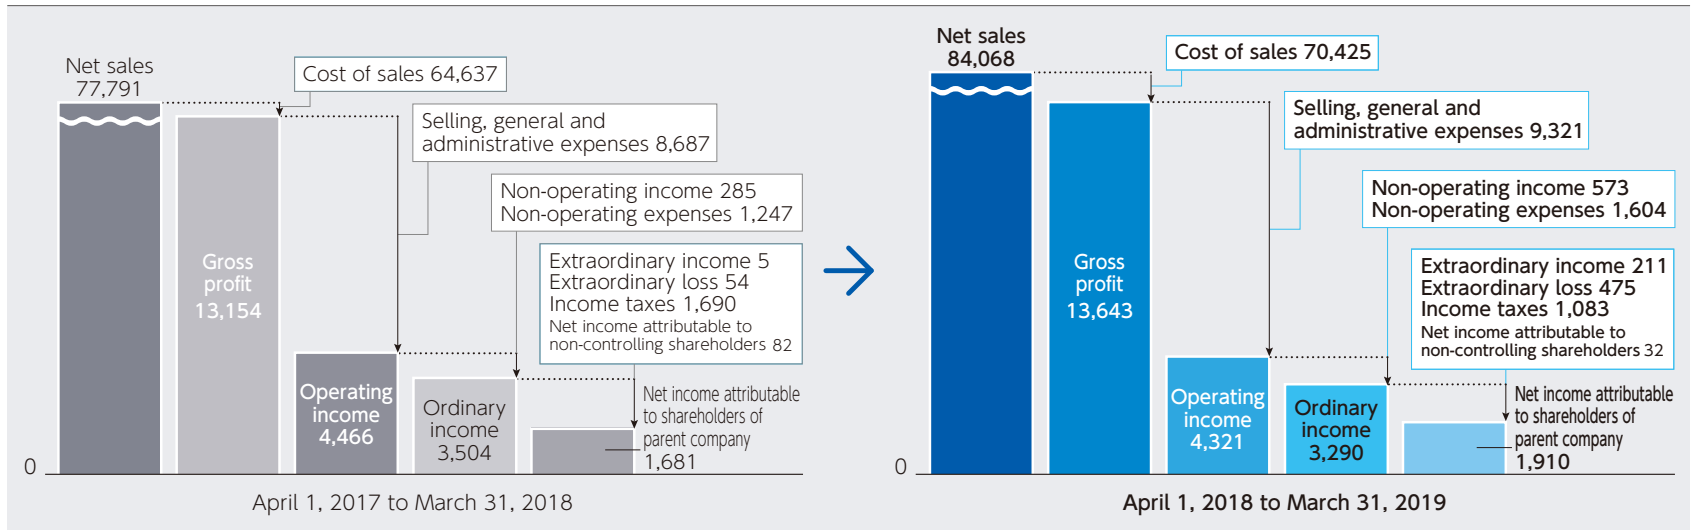 Net sales
77,791
Cost of sales 64,637
Selling, general and
administrative expenses 8,687
Non-operating income 285
Non-operating expenses 1,247
Extraordinary income 5
Extraordinary loss 54
Income taxes 1,690
Net income attributable to
non-controlling shareholders 82
Gross
profit
13,154
Operating
income
4,466
Ordinary
income
3,504
Net income attributable
to shareholders of
parent company
1,681
0
April 1, 2017 to March 31, 2018
Net sales
84,068
Cost of sales 70,425
Selling, general and
administrative expenses 9,321
Non-operating income 573
Non-operating expenses 1,604
Extraordinary income 211
Extraordinary loss 475
Income taxes 1,083
Net income attributable to
non-controlling shareholders 32
Gross
profit
13,643
Operating
income
4,321
Ordinary
income
3,290
Net income attributable
to shareholders of
parent company
1,910
0
April 1, 2018 to March 31, 2019